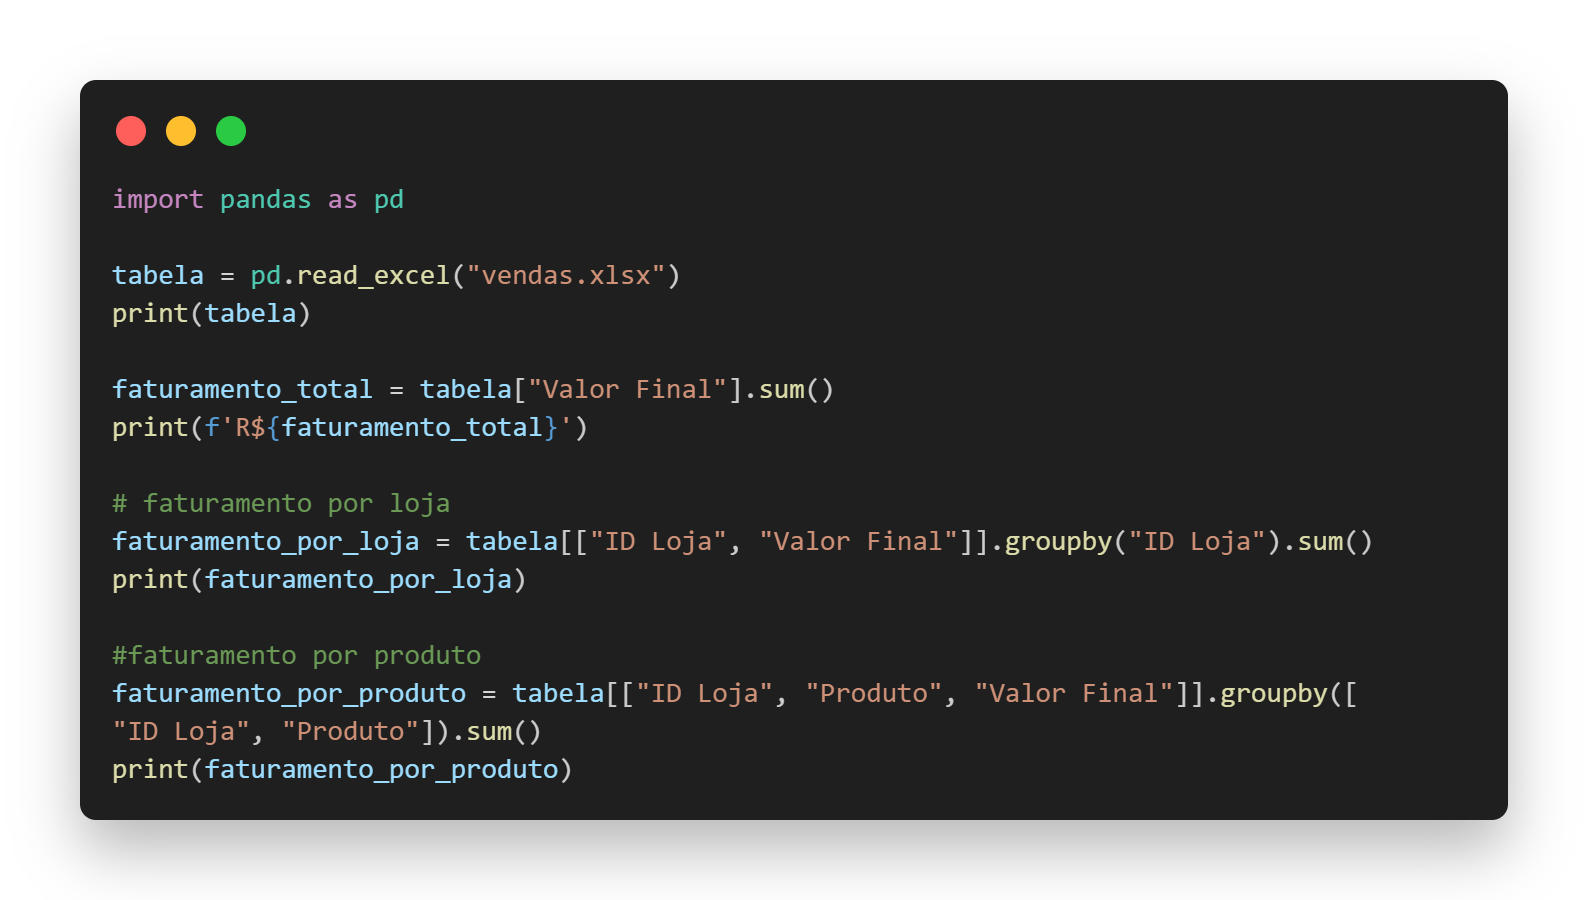 import pandas as pd
tabela = pd.read_excel("vendas.xlsx")
print(tabela)
faturamento_total = tabela["Valor Final"].sum()
print(f'R${faturamento_total}')
# faturamento por loja
faturamento_por_loja = tabela[["ID Loja", "Valor Final"]].groupby("ID Loja").sum()
print(faturamento_por_loja)
#faturamento por produto
faturamento_por_produto = tabela[["ID Loja", "Produto", "Valor Final"]].groupby([
"ID Loja", "Produto"]).sum()
print(faturamento_por_produto)